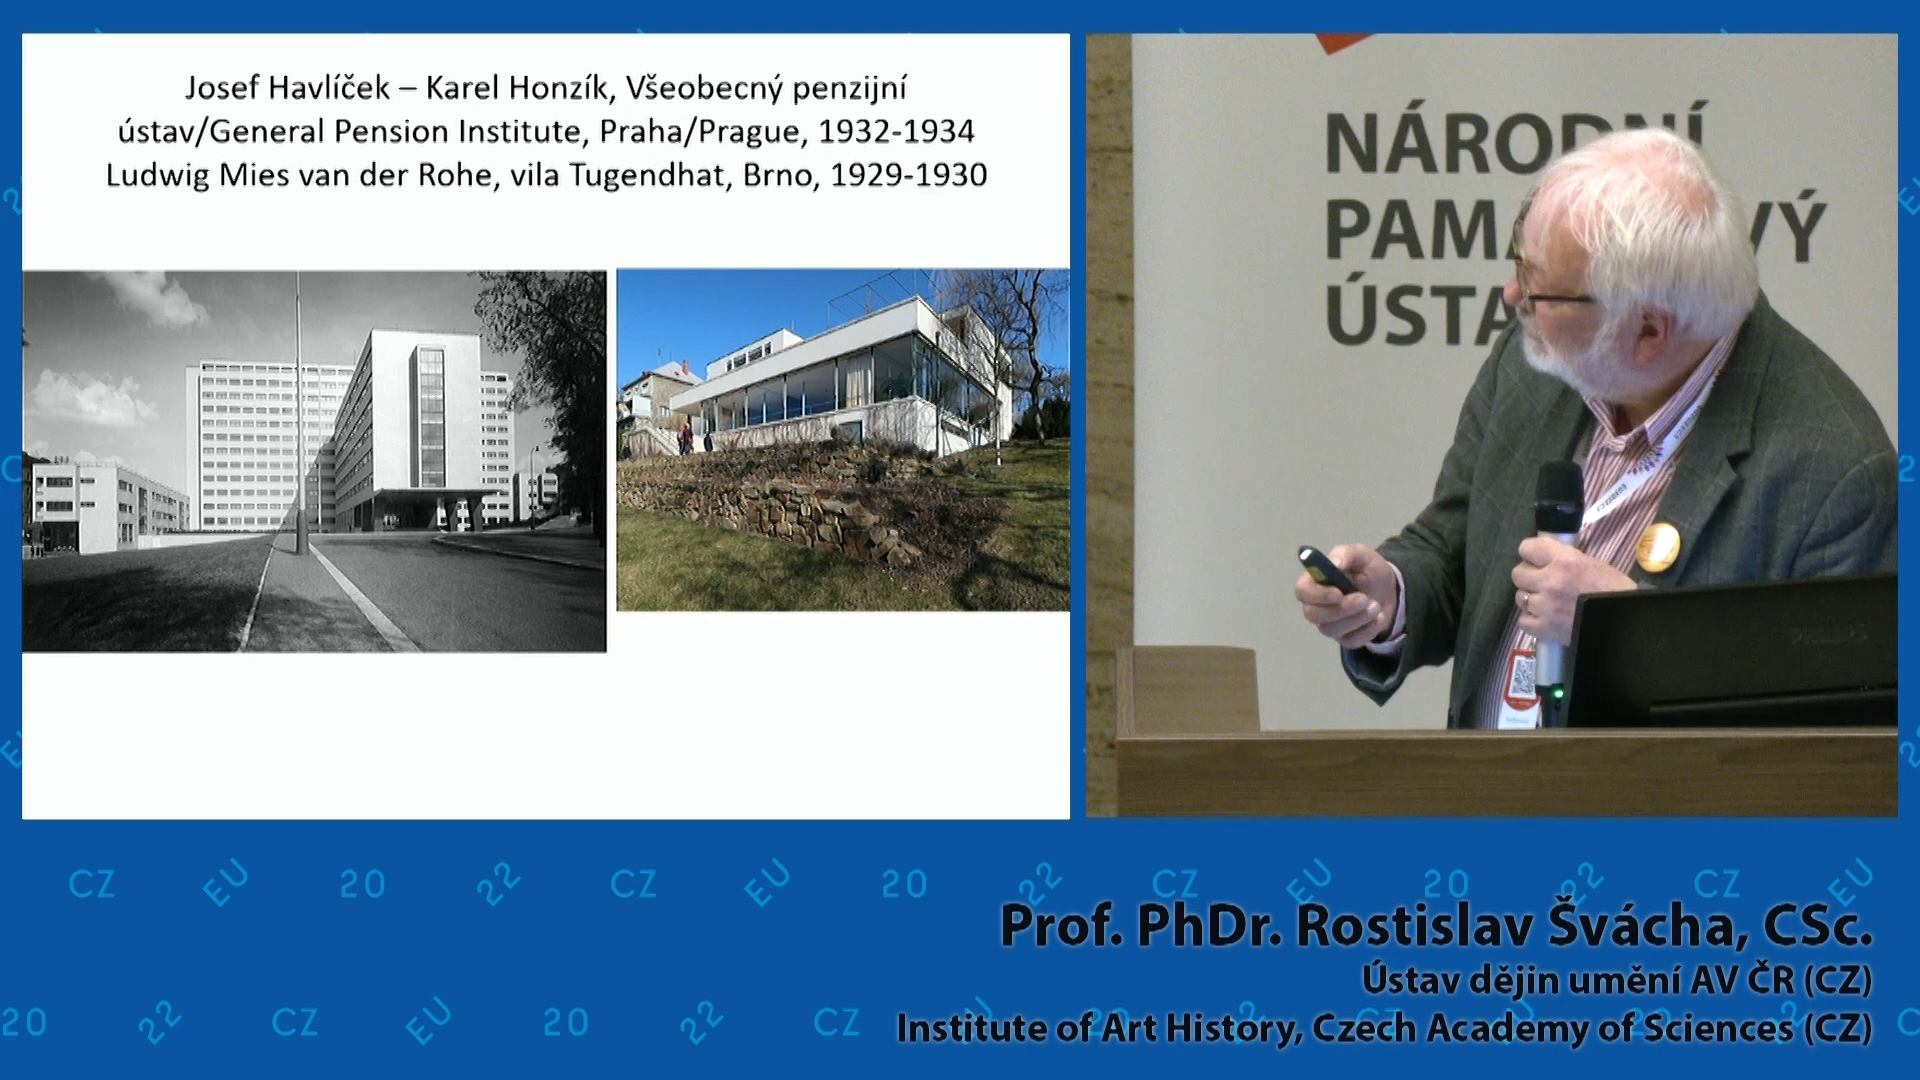 Josef Havlíček – Karel Honzík, Všeobecný penzijní
ústav/General Pension Institute, Praha/Prague, 1932-1934
Ludwig Mies van der Rohe, vila Tugendhat, Brno, 1929-1930
NÁRODNÍ
PAM
VÝ
ÚSTA
CZ EU 20 22 CZ EU 20 22 CZ EU 20 22 CZ EU
Prof. PhDr. Rostislav Švácha, CSc.
Ústav dějin umění AV ČR (CZ)
20 22 CZ EU 20 22 CZ
Institute of Art History, Czech Academy of Sciences (CZ)